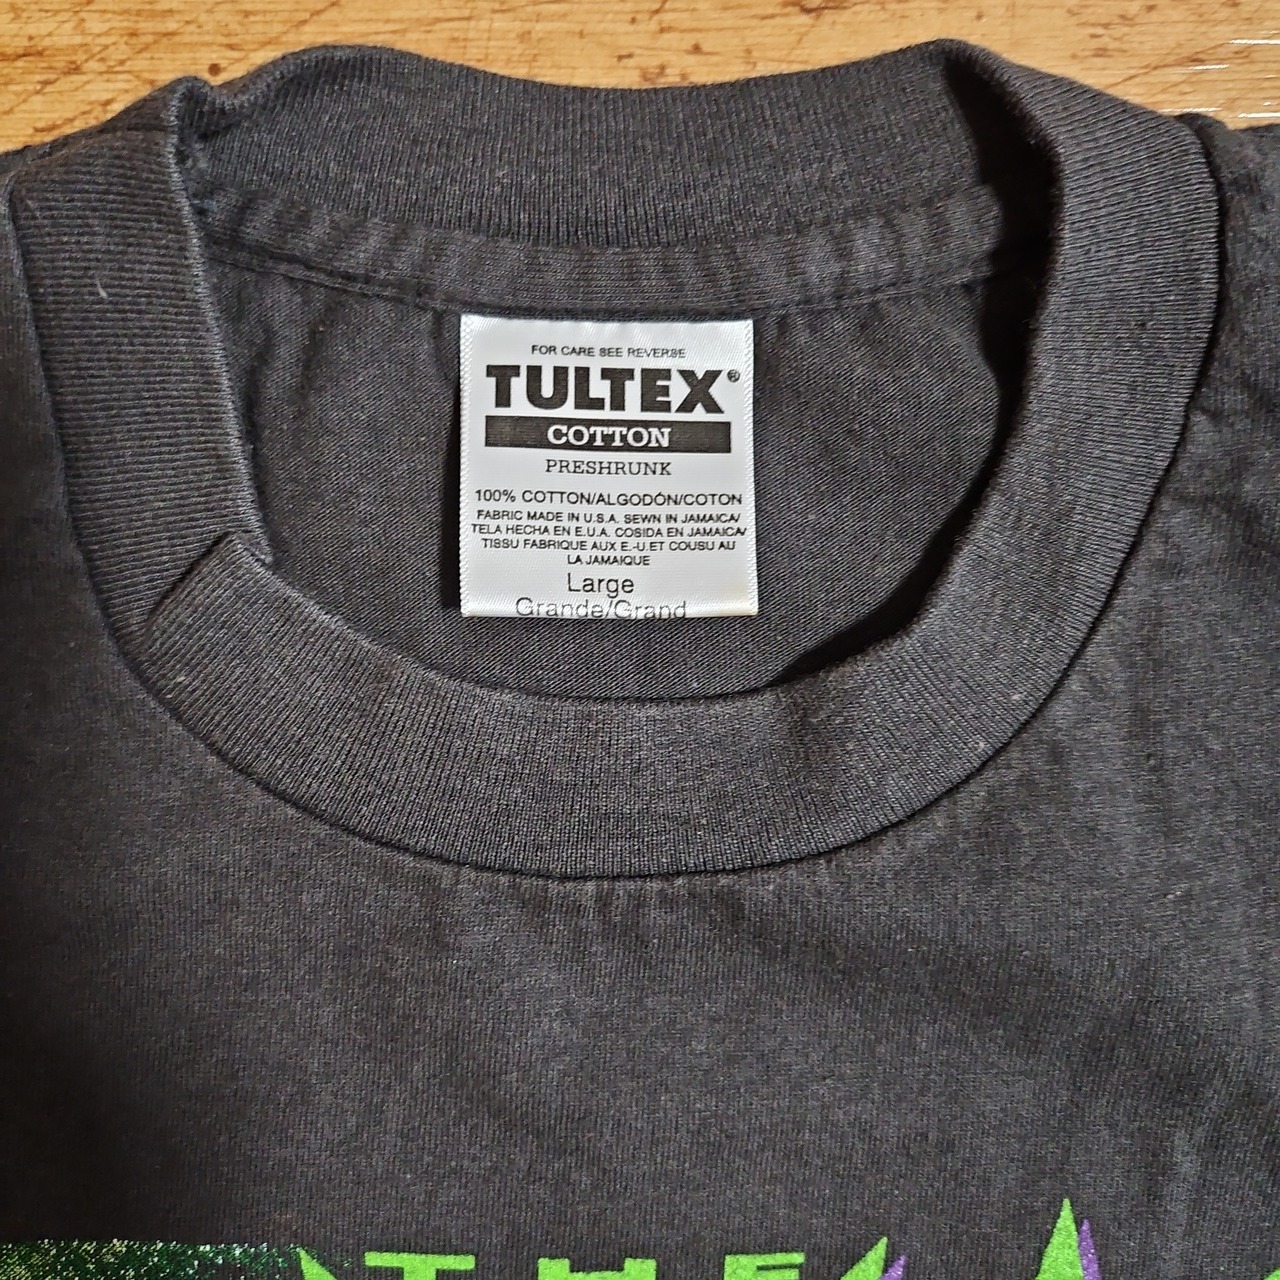 FOR CARE SEE REVERSE
TULTEX®
COTTON
PRESHRUNK
100% COTTON/ALGODÓN/COTON
FABRIC MADE IN U.S.A. SEWN IN JAMAICA/
TELA HECHA EN E.U.A. COSIDA EN JAMAICA/
TISSU FABRIQUE AUX E.-U.ET COUSU AU
LA JAMAIQUE
Large
Grande/Grand
THE